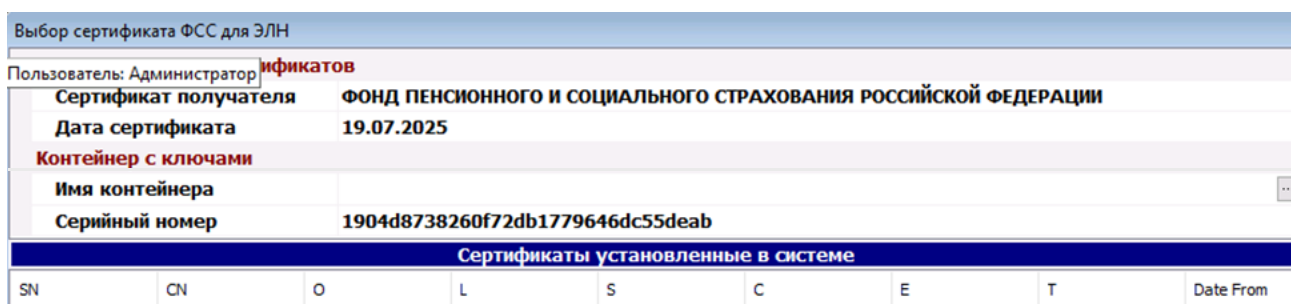 Выбор сертификата ФСС для ЭЛН
Пользователь: Администратор ификатов
Сертификат получателя ФОНД ПЕНСИОННОГО И СОЦИАЛЬНОГО СТРАХОВАНИЯ РОССИЙСКОЙ ФЕДЕРАЦИИ
Дата сертификата 19.07.2025
Контейнер с ключами
Имя контейнера
Серийный номер 1904d8738260f72db1779646dc55deab
Сертификаты установленные в системе
SN CN O L S C E T Date From